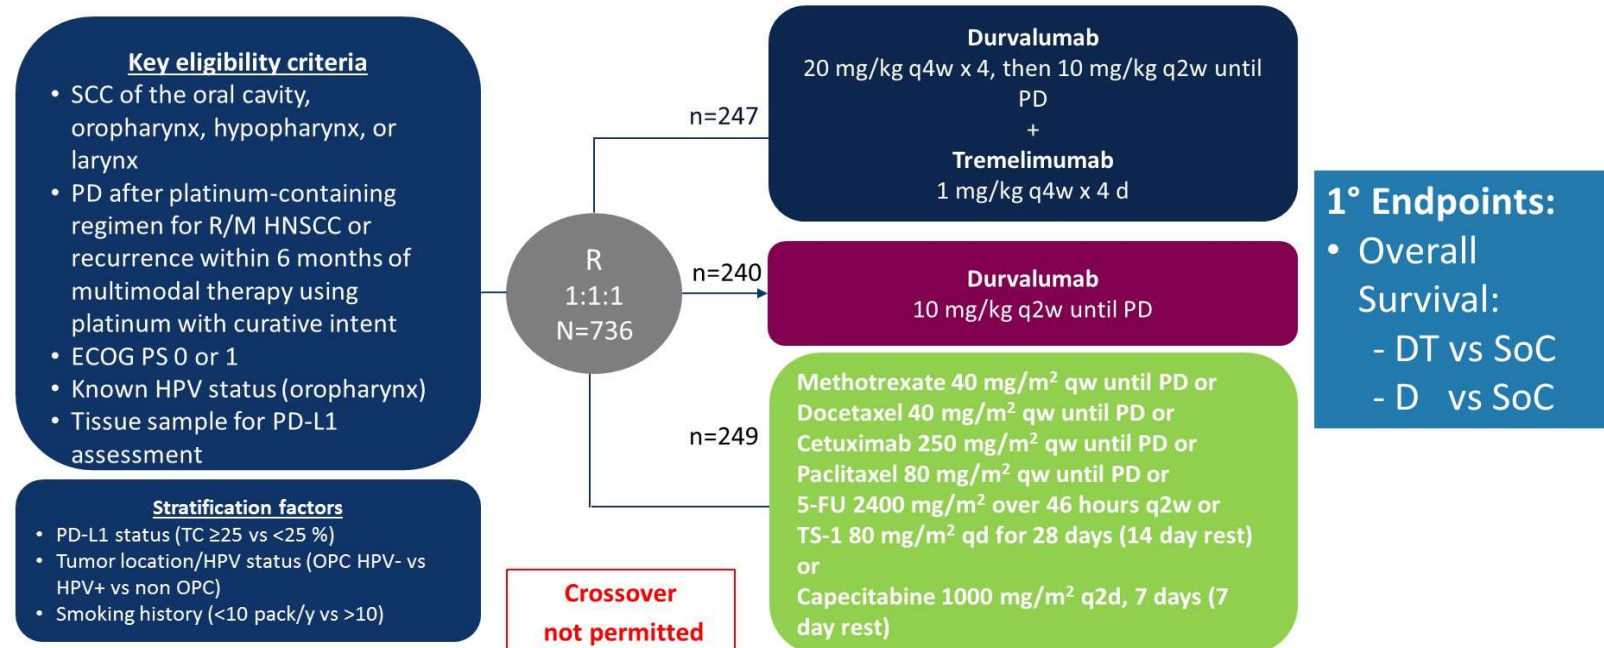 Key eligibility criteria
• SCC of the oral cavity,
oropharynx, hypopharynx, or
larynx
• PD after platinum-containing
regimen for R/M HNSCC or
recurrence within 6 months of
multimodal therapy using
platinum with curative intent
• ECOG PS 0 or 1
• Known HPV status (oropharynx)
• Tissue sample for PD-L1
assessment
Stratification factors
• PD-L1 status (TC ≥25 vs <25 %)
• Tumor location/HPV status (OPC HPV- vs
HPV+ vs non OPC)
• Smoking history (<10 pack/y vs >10)
R
1:1:1
N=736
n=247
n=240
n=249
Crossover
not permitted
Durvalumab
20 mg/kg q4w x 4, then 10 mg/kg q2w until
PD
+
Tremelimumab
1 mg/kg q4w x 4 d
Durvalumab
10 mg/kg q2w until PD
Methotrexate 40 mg/m² qw until PD or
Docetaxel 40 mg/m² qw until PD or
Cetuximab 250 mg/m² qw until PD or
Paclitaxel 80 mg/m² qw until PD or
5-FU 2400 mg/m² over 46 hours q2w or
TS-1 80 mg/m² qd for 28 days (14 day rest)
or
Capecitabine 1000 mg/m² q2d, 7 days (7
day rest)
1° Endpoints:
• Overall
Survival:
- DT vs SoC
- D vs SoC